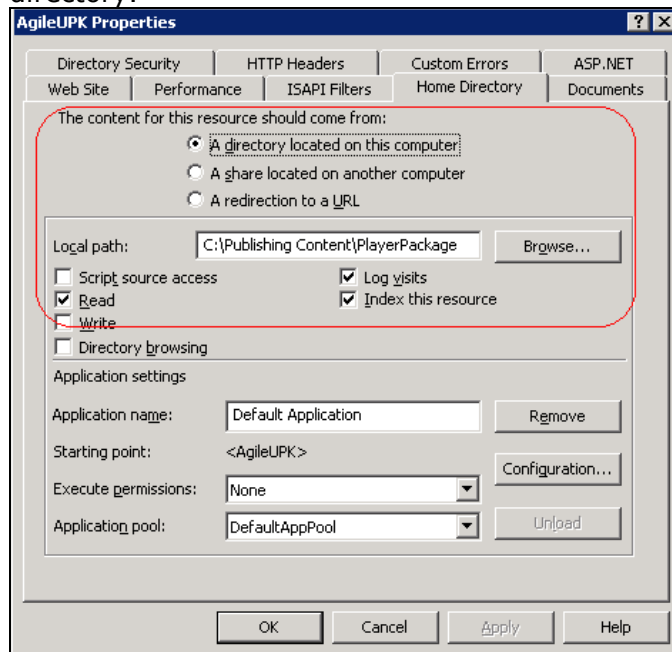 directory.
AgileUPK Properties
Directory Security HTTP Headers Custom Errors ASP.NET
Web Site Performance ISAPI Filters Home Directory Documents
The content for this resource should come from:
A directory located on this computer
A share located on another computer
A redirection to a URL
Local path: C:\Publishing Content\PlayerPackage Browse...
Script source access Log visits
Read Index this resource
Write
Directory browsing
Application settings
Application name: Default Application Remove
Starting point: <AgileUPK>
Configuration...
Execute permissions: None
Application pool: DefaultAppPool Unload
OK Cancel Apply Help